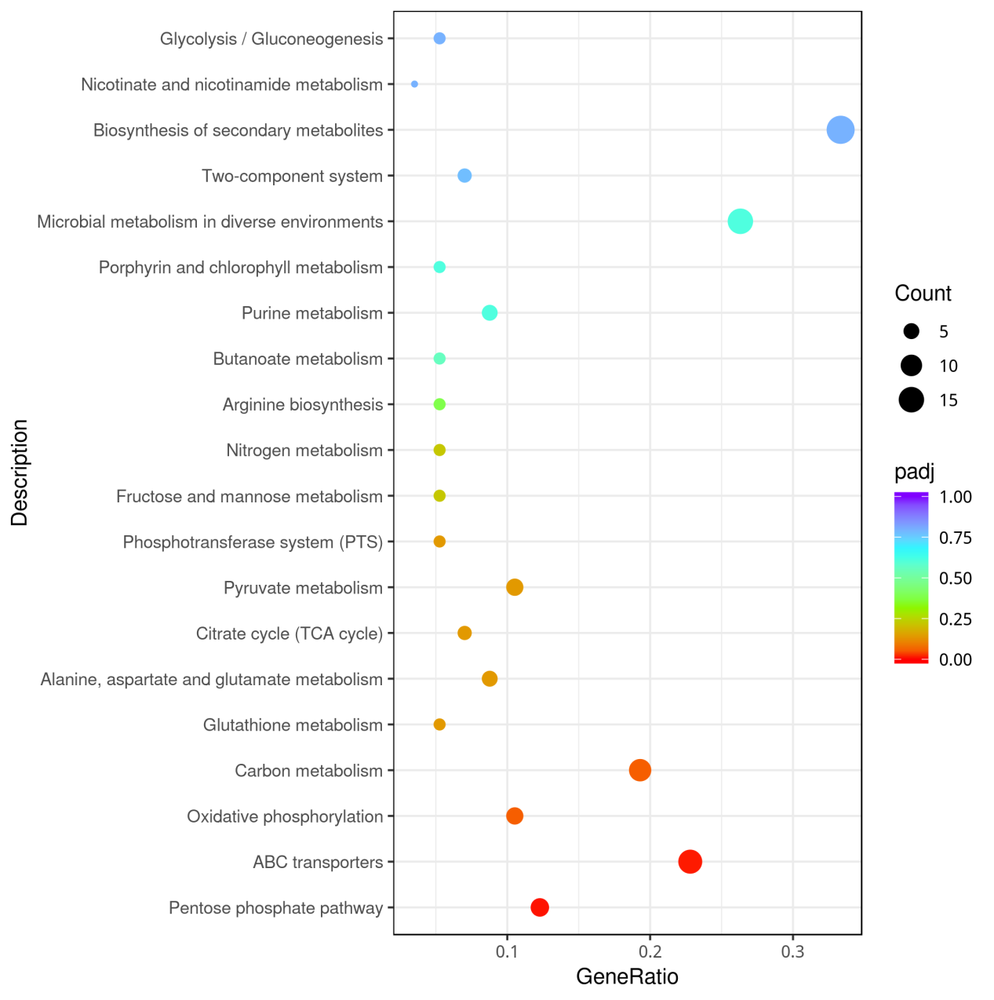 Glycolysis / Gluconeogenesis
Nicotinate and nicotinamide metabolism
Biosynthesis of secondary metabolites
Two-component system
Microbial metabolism in diverse environments
Porphyrin and chlorophyll metabolism
Purine metabolism
Butanoate metabolism
Arginine biosynthesis
Nitrogen metabolism
Fructose and mannose metabolism
Phosphotransferase system (PTS)
Pyruvate metabolism
Citrate cycle (TCA cycle)
Alanine, aspartate and glutamate metabolism
Glutathione metabolism
Carbon metabolism
Oxidative phosphorylation
ABC transporters
Pentose phosphate pathway
Description
0.1 0.2 0.3
GeneRatio
Count
5
10
15
padj
1.00
0.75
0.50
0.25
0.00